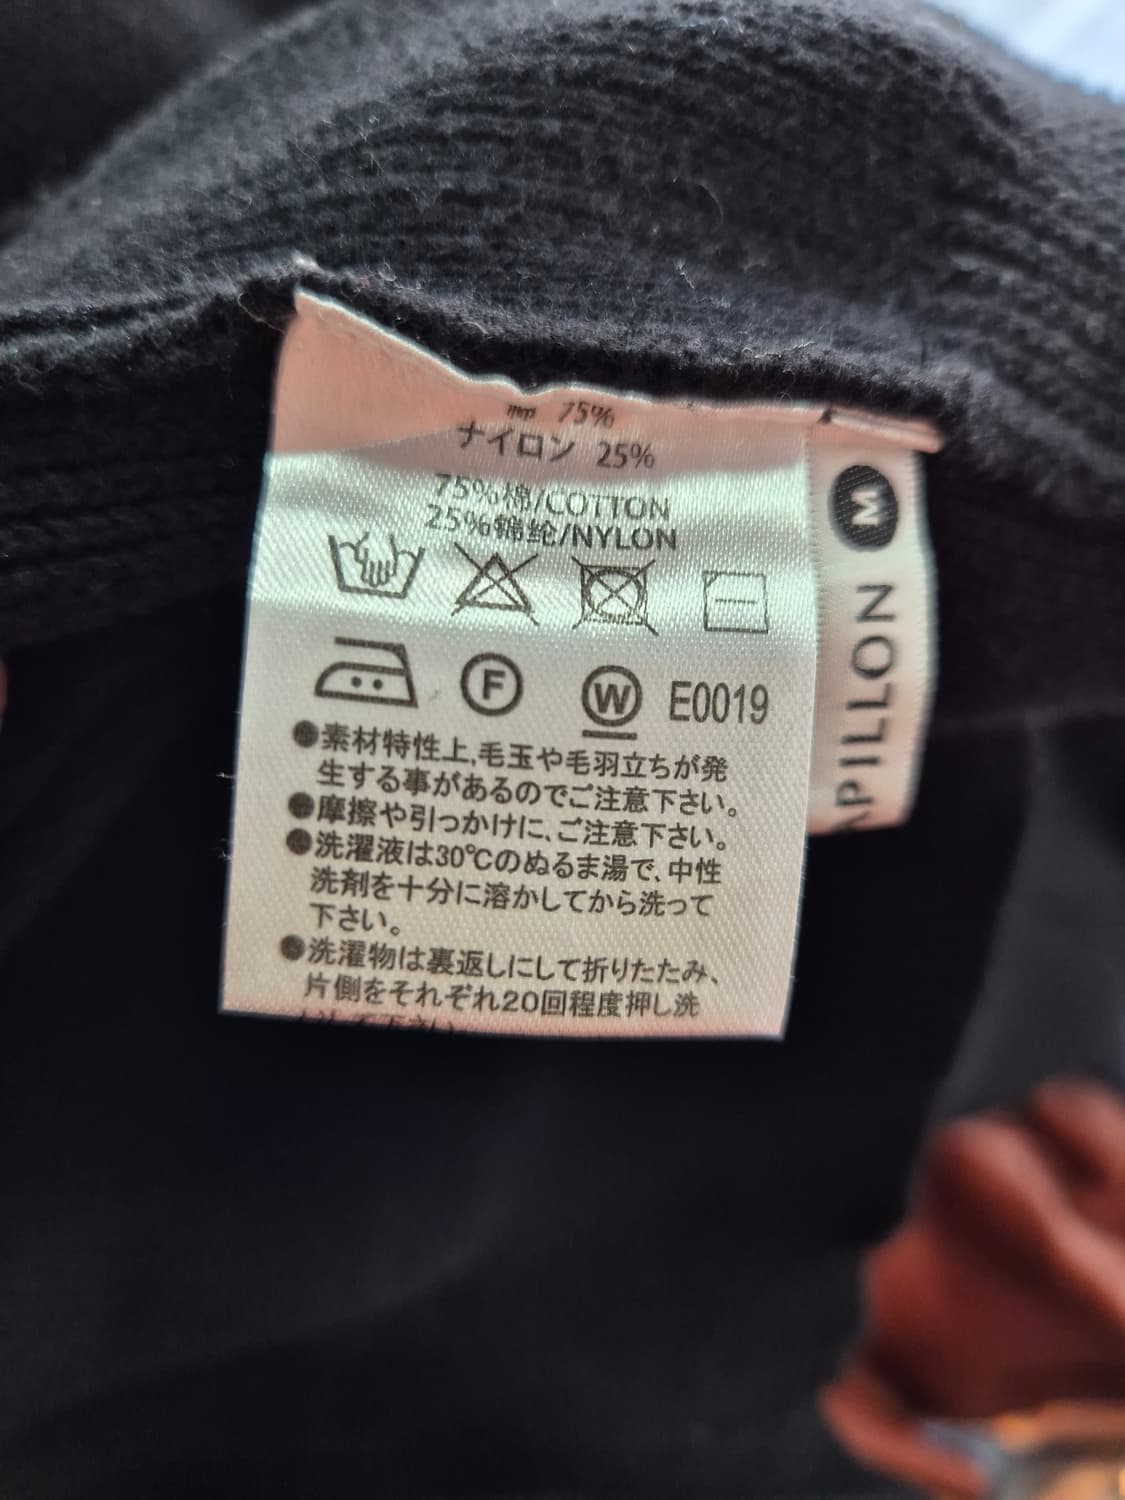 綿 75%
ナイロン 25%
75%棉/COTTON
25%锦纶/NYLON
F W E0019
●素材特性上,毛玉や毛羽立ちが発
生する事があるのでご注意下さい。
●摩擦や引っかけに、ご注意下さい。
●洗濯液は30℃のぬるま湯で、中性
洗剤を十分に溶かしてから洗って
下さい。
●洗濯物は裏返しにして折りたたみ、
片側をそれぞれ20回程度押し洗
M
APILLON